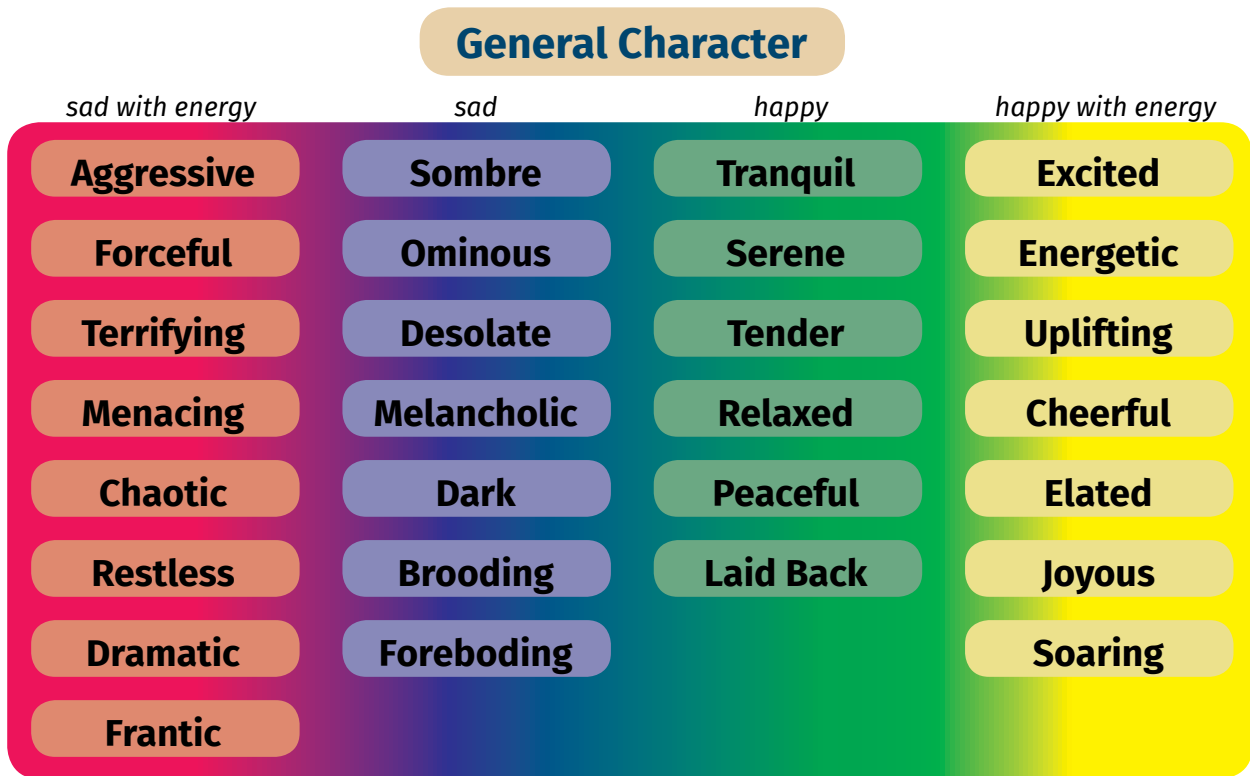 General Character
sad with energy
sad
happy
happy with energy
Aggressive
Sombre
Tranquil
Excited
Forceful
Ominous
Serene
Energetic
Terrifying
Desolate
Tender
Uplifting
Menacing
Melancholic
Relaxed
Cheerful
Chaotic
Dark
Peaceful
Elated
Restless
Brooding
Laid Back
Joyous
Dramatic
Foreboding
Soaring
Frantic